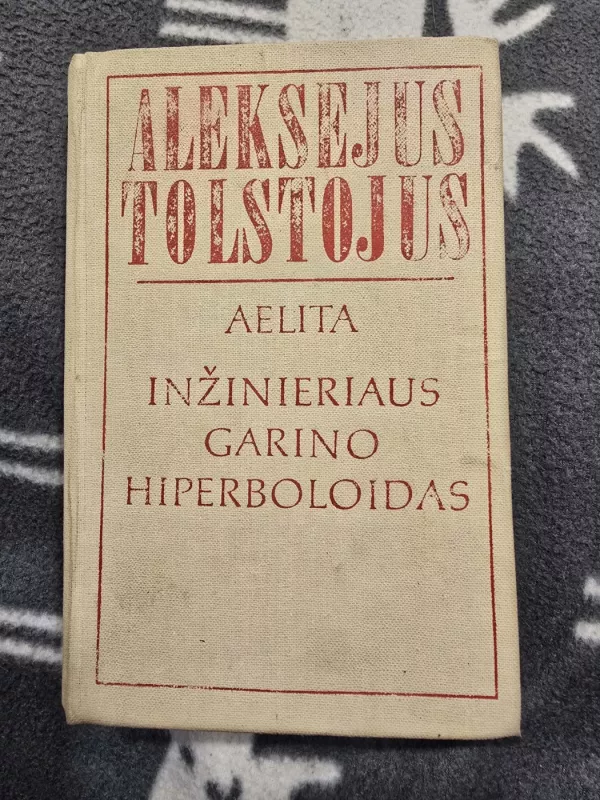 ALEKSEJUS
TOLSTOJUS
AELITA
INŽINIERIAUS
GARINO
HIPERBOLOIDAS